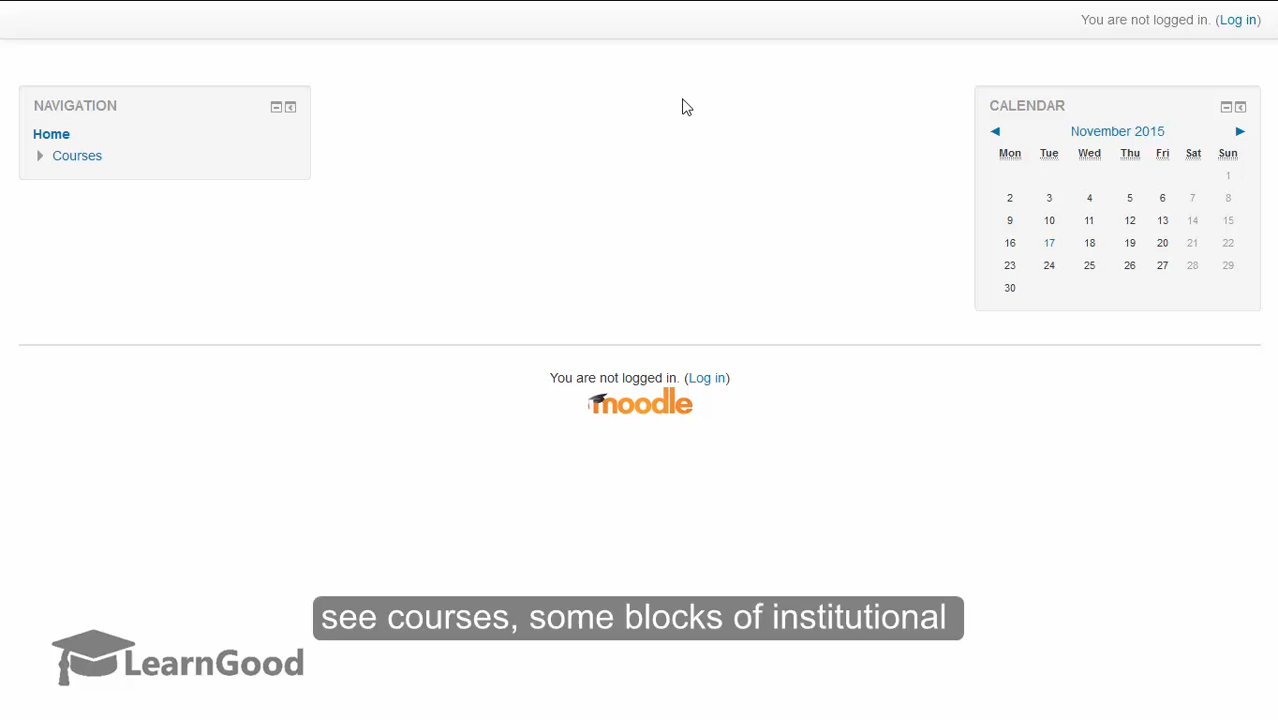 You are not logged in. (Log in)
NAVIGATION
Home
Courses
CALENDAR
November 2015
Mon Tue Wed Thu Fri Sat Sun
1
2 3 4 5 6 7 8
9 10 11 12 13 14 15
16 17 18 19 20 21 22
23 24 25 26 27 28 29
30
You are not logged in. (Log in)
moodle
see courses, some blocks of institutional
LearnGood